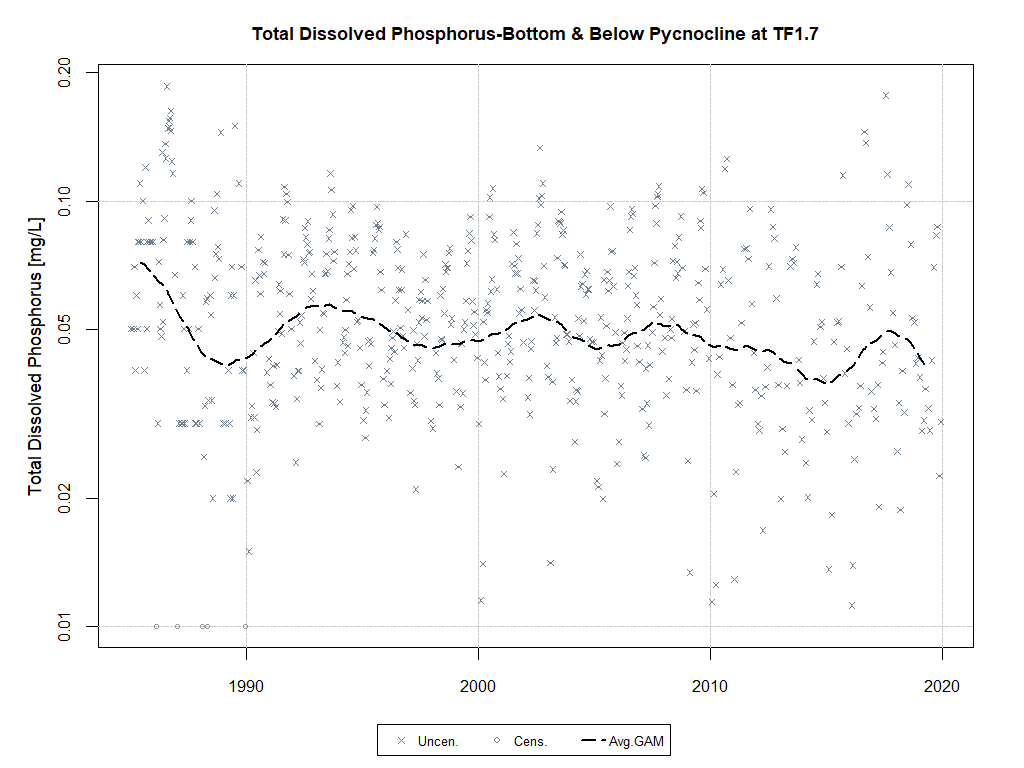 Total Dissolved Phosphorus-Bottom & Below Pycnocline at TF1.7
Total Dissolved Phosphorus [mg/L]
0.20
0.10
0.05
0.02
0.01
1990 2000 2010 2020
Uncen. Cens. Avg.GAM